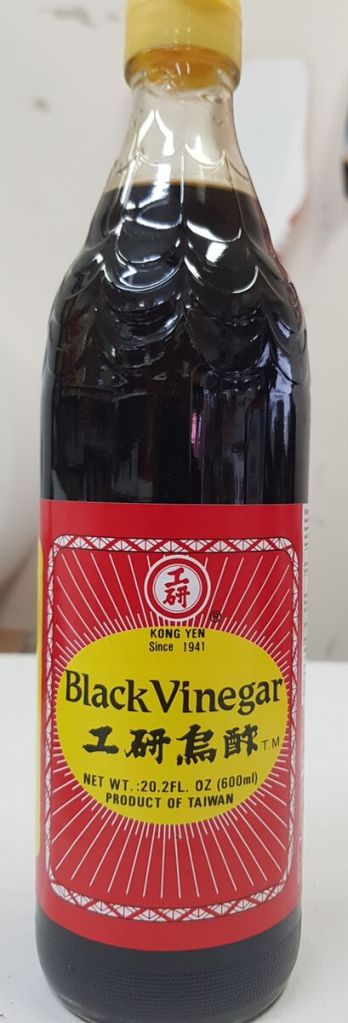 工
研
®
KONG YEN
Since 1941
Black Vinegar
工研烏酢 T.M
NET WT.:20.2FL. OZ (600ml)
PRODUCT OF TAIWAN